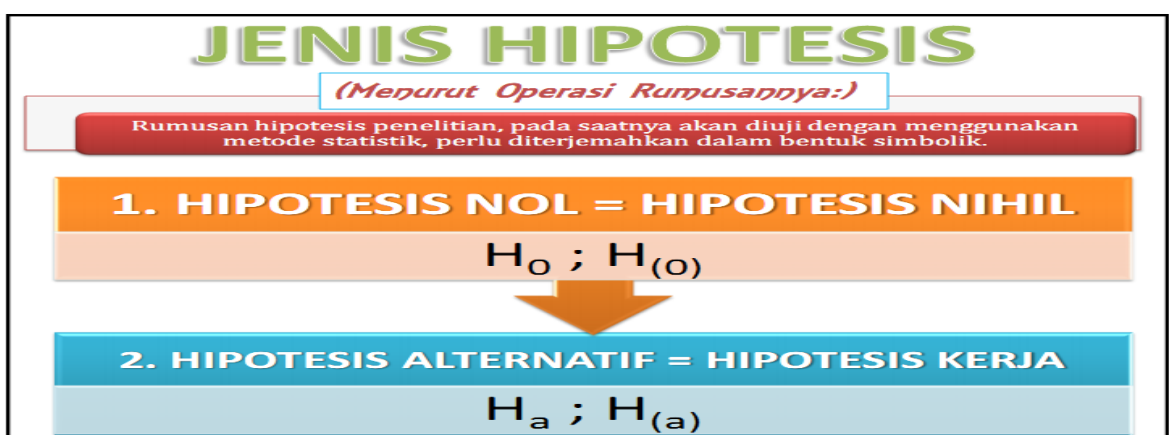 JENIS HIPOTESIS
(Menurut Operasi Rumusannya:)
Rumusan hipotesis penelitian, pada saatnya akan diuji dengan menggunakan
metode statistik, perlu diterjemahkan dalam bentuk simbolik.
1. HIPOTESIS NOL = HIPOTESIS NIHIL
H₀ ; H₍₀₎
2. HIPOTESIS ALTERNATIF = HIPOTESIS KERJA
Hₐ ; H₍ₐ₎